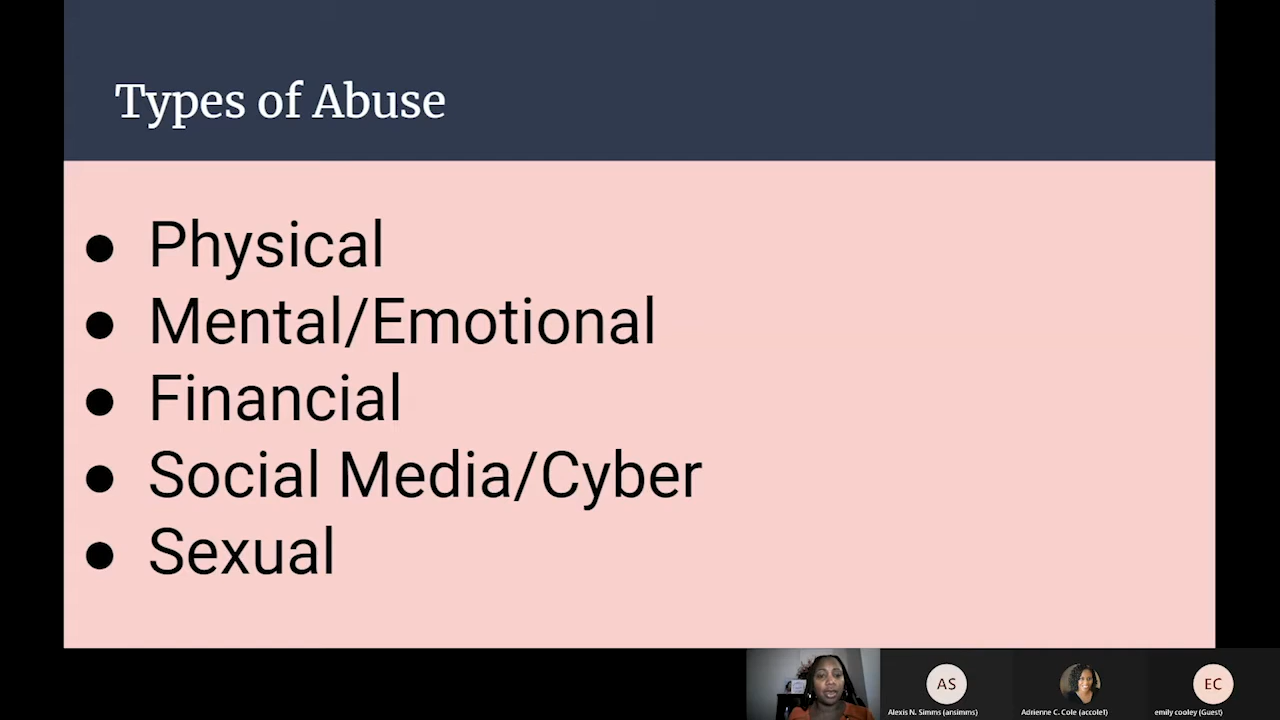 Types of Abuse
● Physical
● Mental/Emotional
● Financial
● Social Media/Cyber
● Sexual
AS
EC
Alexis N. Simms (ansimms)
Adrienne C. Cole (accole1)
emily cooley (Guest)